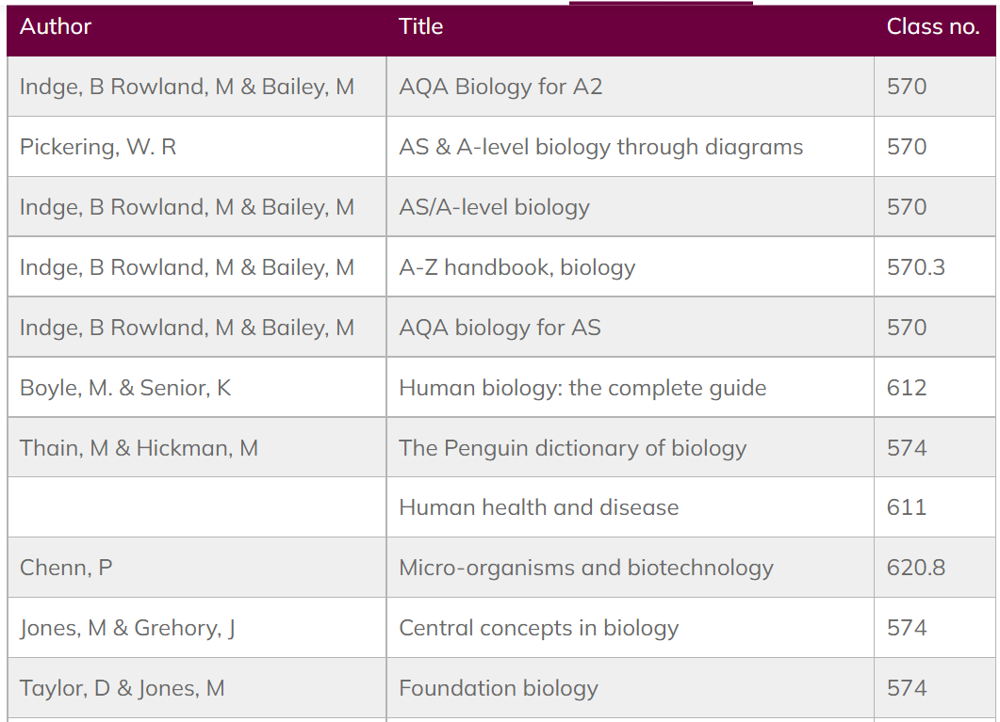 Author Title Class no.
Indge, B Rowland, M & Bailey, M AQA Biology for A2 570
Pickering, W. R AS & A-level biology through diagrams 570
Indge, B Rowland, M & Bailey, M AS/A-level biology 570
Indge, B Rowland, M & Bailey, M A-Z handbook, biology 570.3
Indge, B Rowland, M & Bailey, M AQA biology for AS 570
Boyle, M. & Senior, K Human biology: the complete guide 612
Thain, M & Hickman, M The Penguin dictionary of biology 574
Human health and disease 611
Chenn, P Micro-organisms and biotechnology 620.8
Jones, M & Grehory, J Central concepts in biology 574
Taylor, D & Jones, M Foundation biology 574